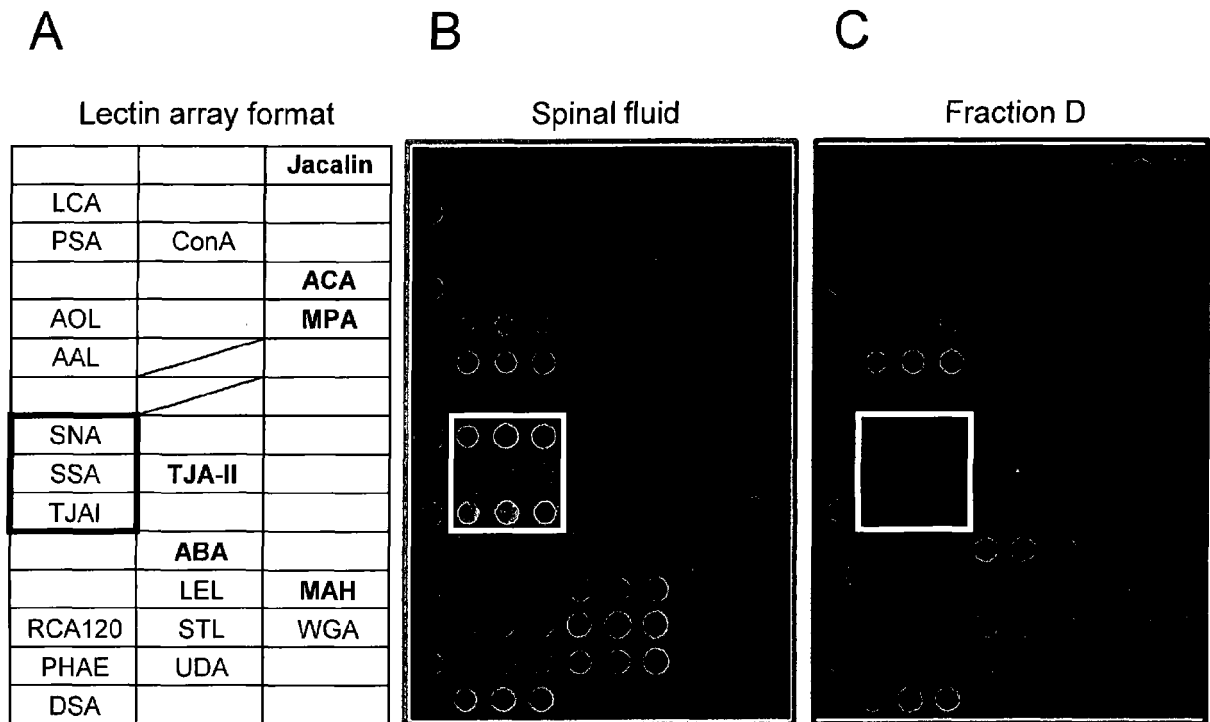 A B C
Lectin array format Spinal fluid Fraction D
Jacalin
LCA
PSA ConA
ACA
AOL MPA
AAL
SNA
SSA TJA-II
TJAI
ABA
LEL MAH
RCA120 STL WGA
PHAE UDA
DSA